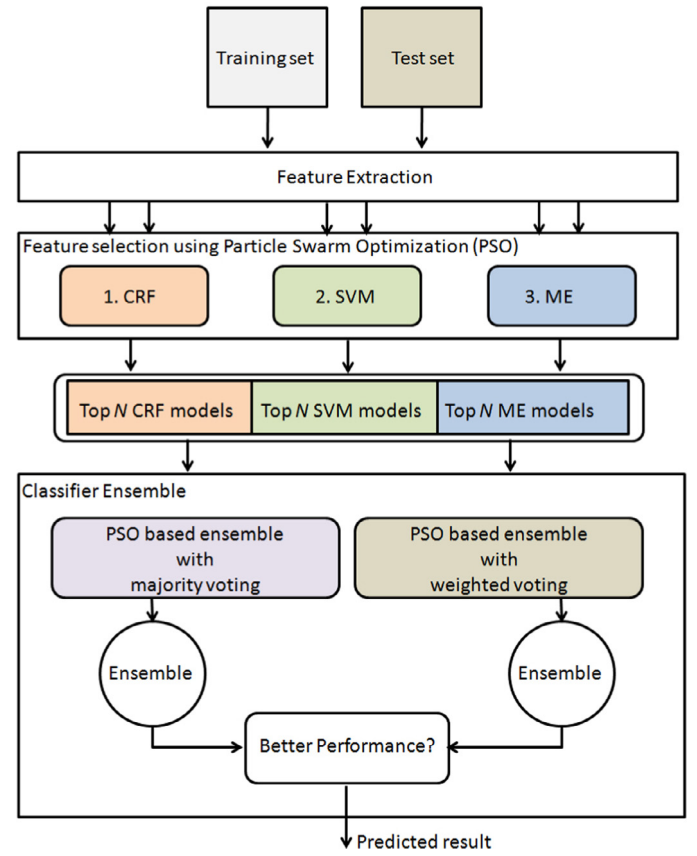 Training set
Test set
Feature Extraction
Feature selection using Particle Swarm Optimization (PSO)
1. CRF
2. SVM
3. ME
Top N CRF models
Top N SVM models
Top N ME models
Classifier Ensemble
PSO based ensemble
with
majority voting
PSO based ensemble
with
weighted voting
Ensemble
Ensemble
Better Performance?
Predicted result